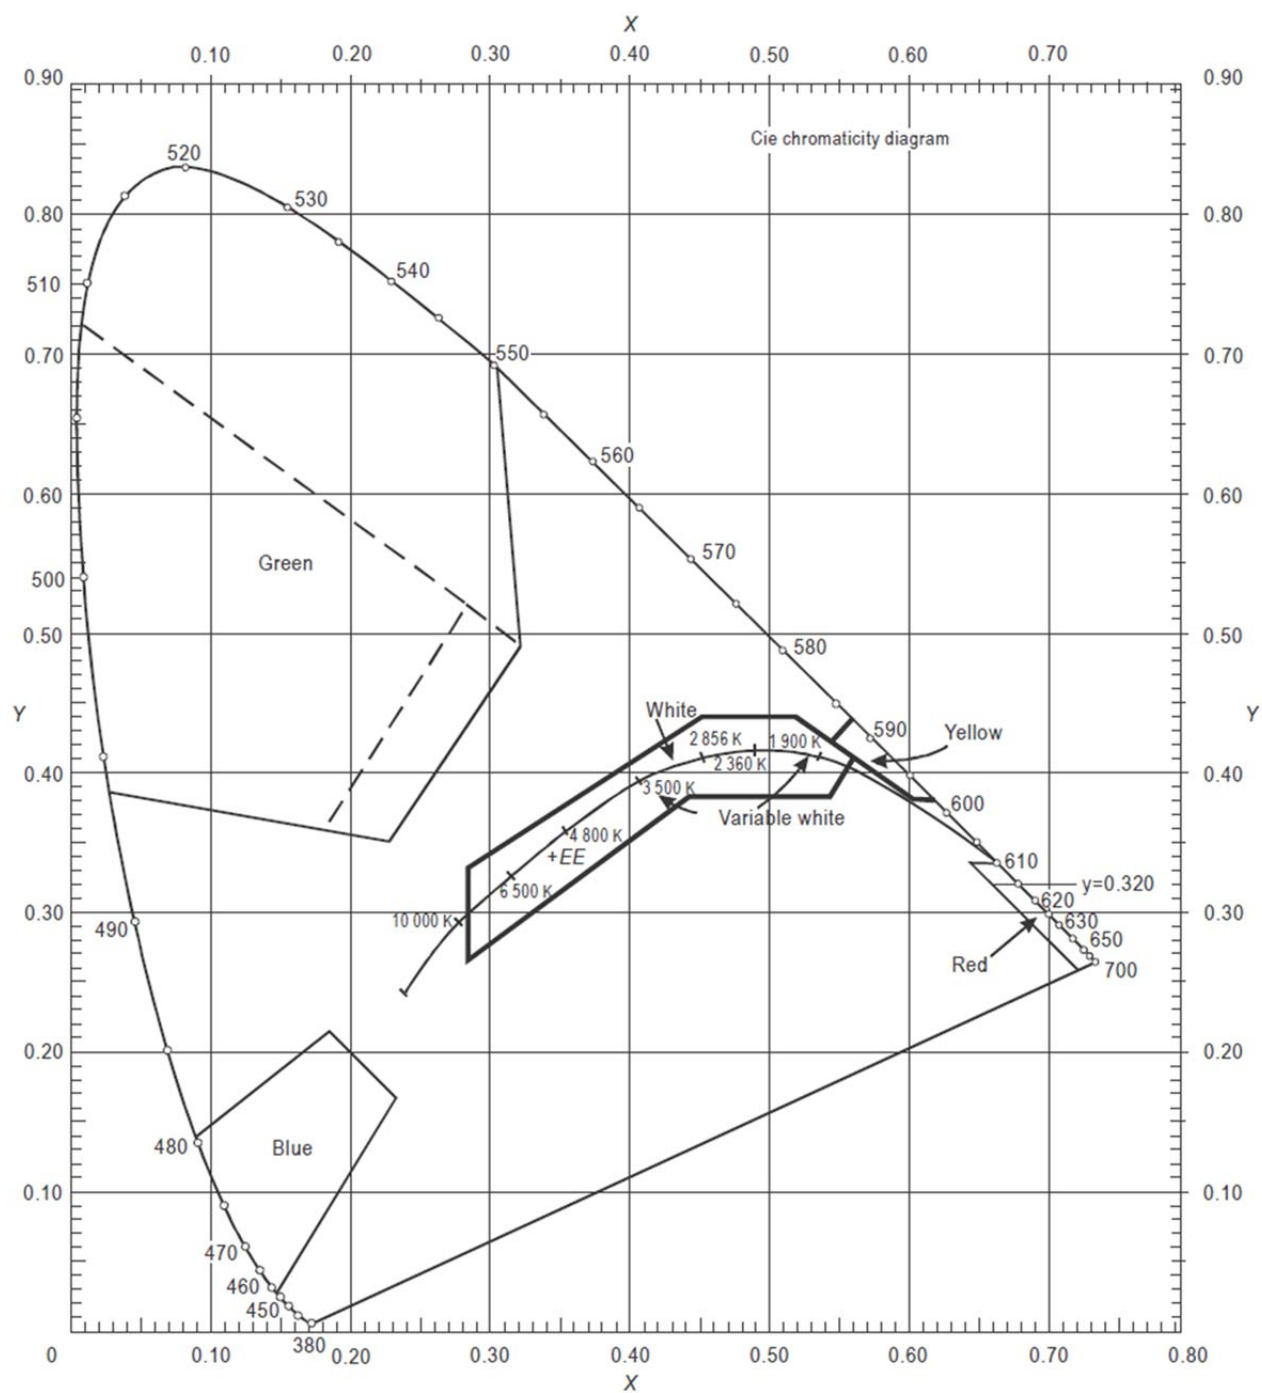 X
0.10 0.20 0.30 0.40 0.50 0.60 0.70
0.90 0.90
Cie chromaticity diagram
520
530
0.80 0.80
540
510
0.70 550 0.70
560
0.60 0.60
570
Green
500
0.50 0.50
580
Y White 590 Y
2 856 K 1 900 K Yellow
2 360 K
0.40 0.40
3 500 K
600
Variable white
4 800 K
+EE
610
6 500 K y=0.320
620
0.30 10 000 K 630 0.30
490 650
Red 700
0.20 0.20
480 Blue
0.10 0.10
470
460
450
380
0 0.10 0.20 0.30 0.40 0.50 0.60 0.70 0.80
X